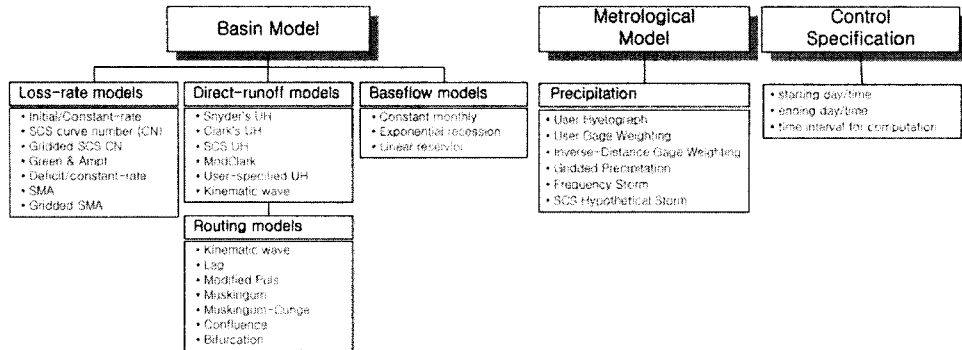 Basin Model
Metrological
Model
Control
Specification
Loss-rate models
• Initial/Constant-rate
• SCS curve number (CN)
• Gridded SCS CN
• Green & Ampt
• Deficit/constant-rate
• SMA
• Gridded SMA
Direct-runoff models
• Snyder's UH
• Clark's UH
• SCS UH
• ModClark
• User-specified UH
• Kinematic wave
Routing models
• Kinematic wave
• Lag
• Modified Puls
• Muskingum
• Muskingum-Cunge
• Confluence
• Bifurcation
Baseflow models
• Constant monthly
• Exponential recession
• Linear reservior
Precipitation
• User Hyetograph
• User Gage Weighting
• Inverse-Distance Gage Weighting
• Gridded Precipitation
• Frequency Storm
• SCS Hypothetical Storm
• starting day/time
• ending day/time
• time interval for computation